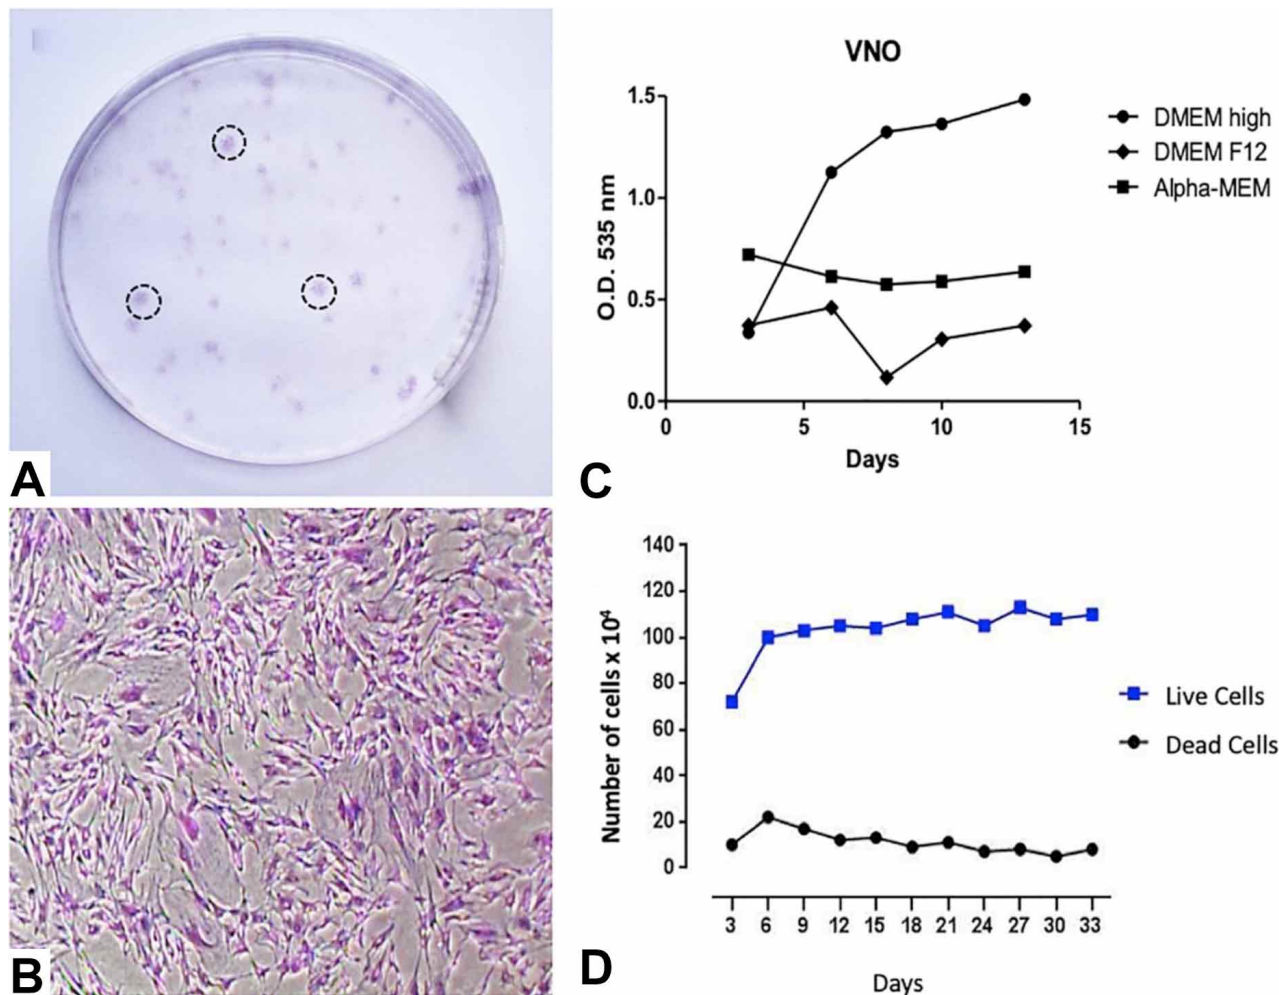 A
B
VNO
O.D. 535 nm
1.5
1.0
0.5
0.0
0 5 10 15
Days
DMEM high
DMEM F12
Alpha-MEM
C
Number of cells x 10⁴
140
120
100
80
60
40
20
0
3 6 9 12 15 18 21 24 27 30 33
Days
Live Cells
Dead Cells
D